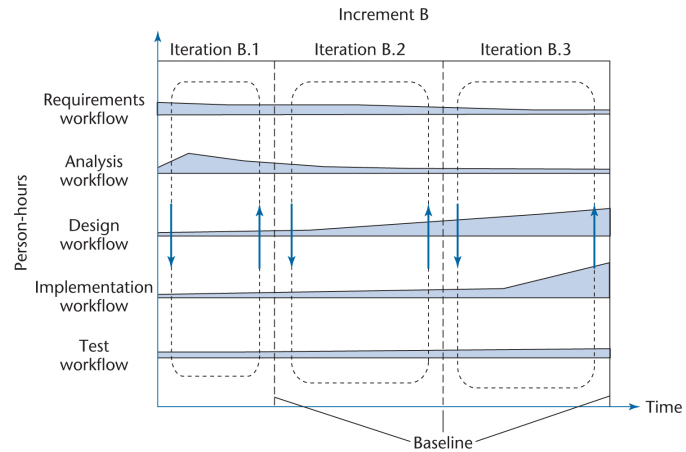 Increment B
Iteration B.1
Iteration B.2
Iteration B.3
Person-hours
Requirements
workflow
Analysis
workflow
Design
workflow
Implementation
workflow
Test
workflow
Time
Baseline